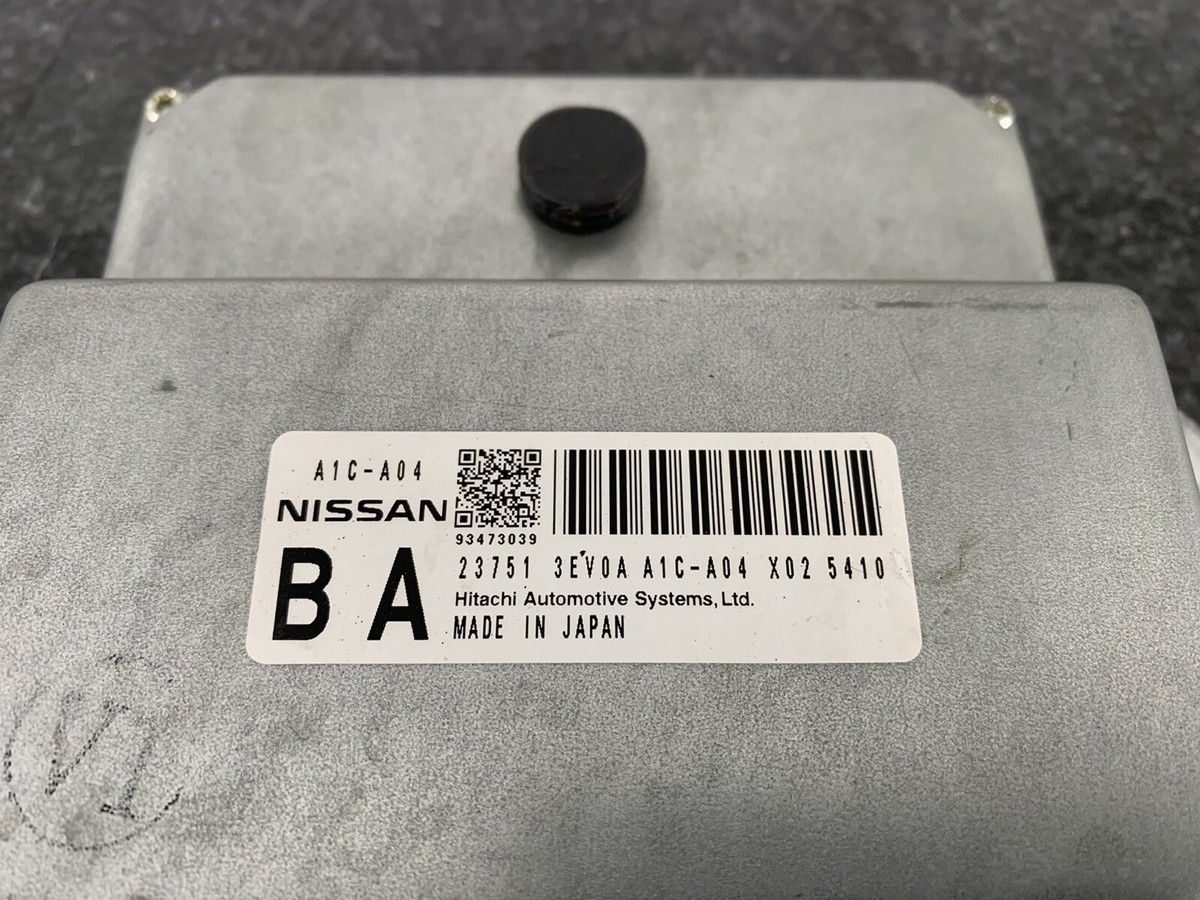 A1C-A04
NISSAN
93473039
BA
23751 3EV0A A1C-A04 X02 5410
Hitachi Automotive Systems, Ltd.
MADE IN JAPAN